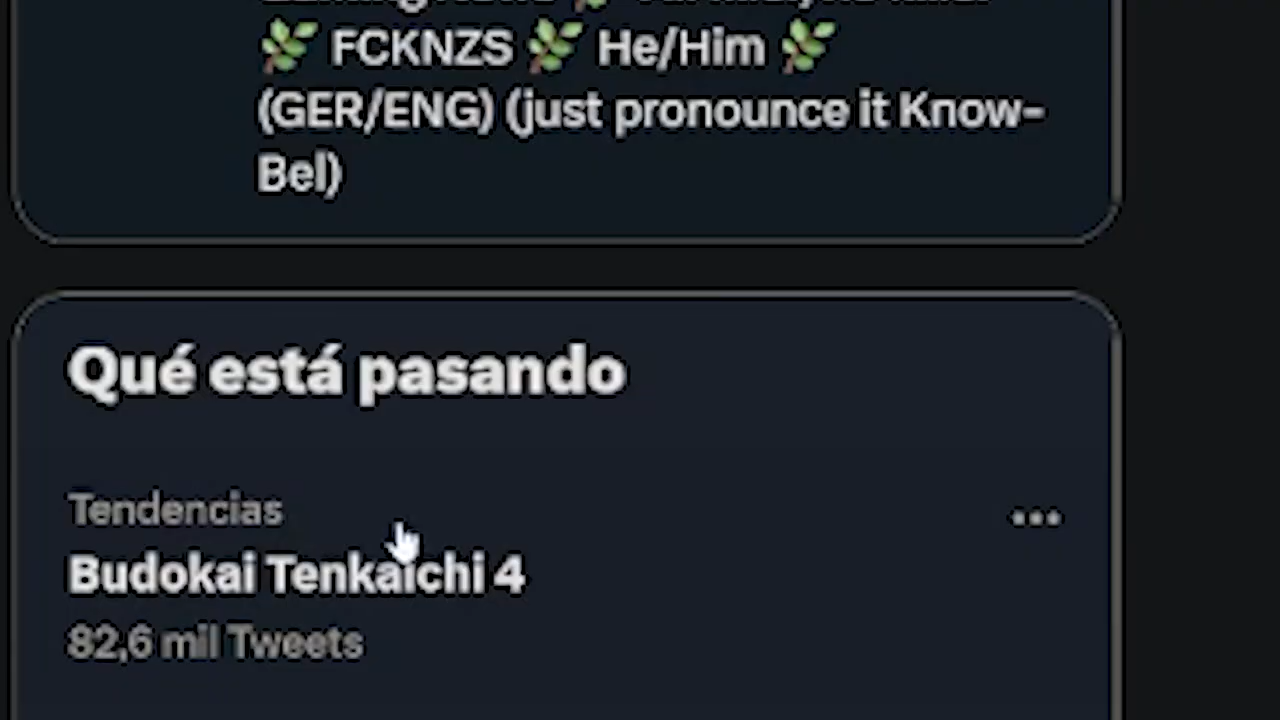 🌿 FCKNZS 🌿 He/Him 🌿
(GER/ENG) (just pronounce it Know-
Bel)
Qué está pasando
Tendencias
Budokai Tenkaichi 4
82,6 mil Tweets